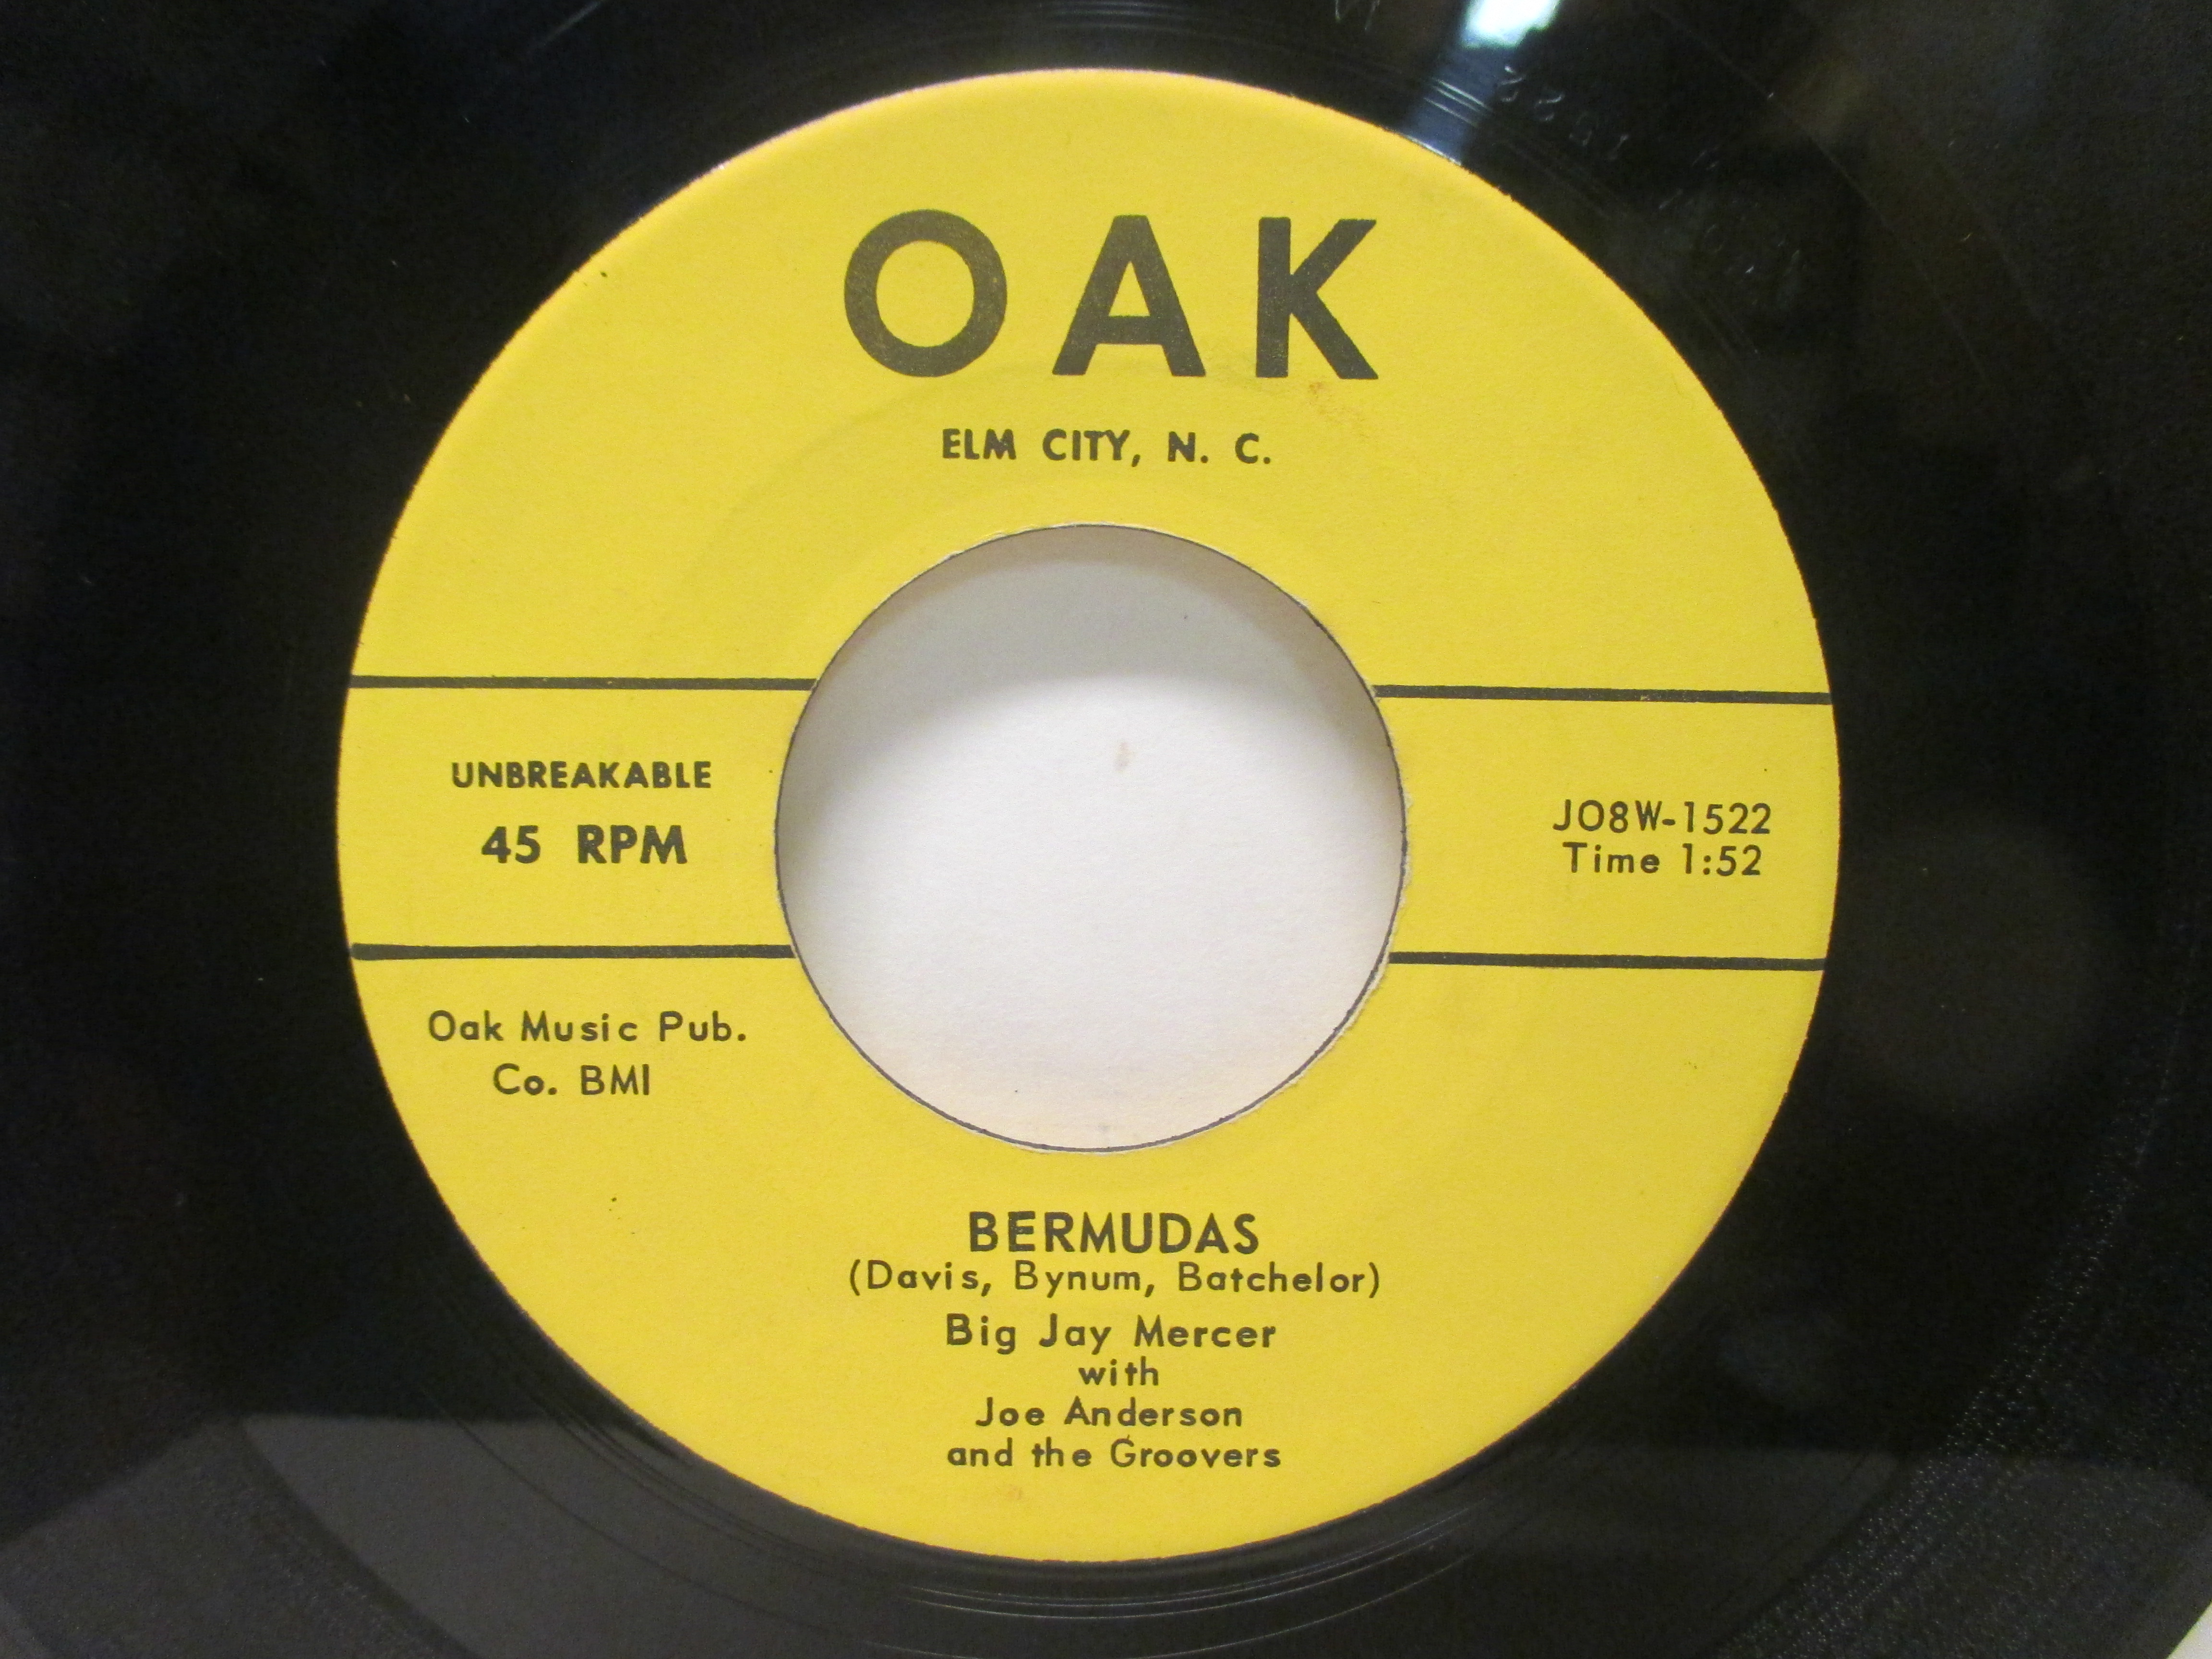 OAK
ELM CITY, N. C.
UNBREAKABLE
45 RPM
JO8W-1522
Time 1:52
Oak Music Pub.
Co. BMI
BERMUDAS
(Davis, Bynum, Batchelor)
Big Jay Mercer
with
Joe Anderson
and the Groovers